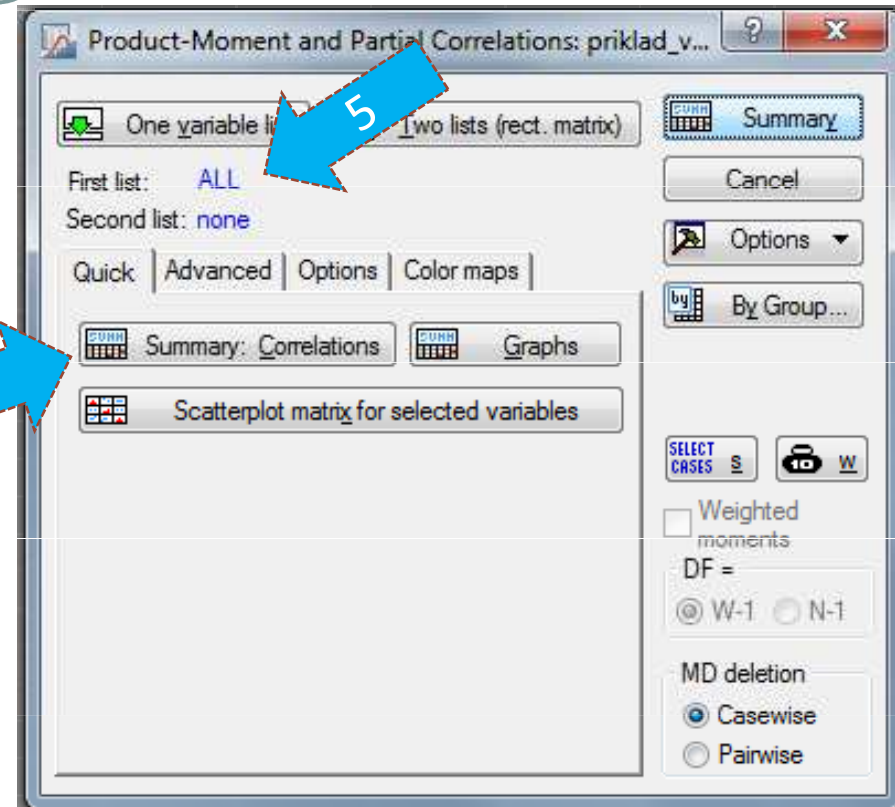 Product-Moment and Partial Correlations: priklad_v...
One variable li
5
Two lists (rect. matrix)
Summary
First list: ALL
Cancel
Second list: none
Options
Quick Advanced Options Color maps
By Group...
Summary: Correlations
Graphs
Scatterplot matrix for selected variables
SELECT CASES S
W
Weighted moments
DF =
W-1 N-1
MD deletion
Casewise
Pairwise